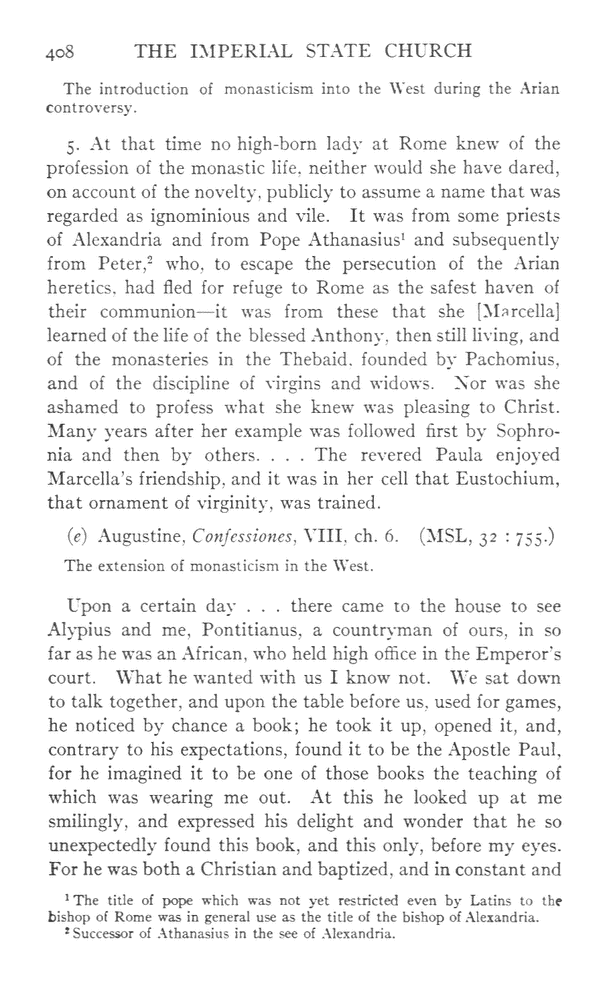 408 THE IMPERIAL STATE CHURCH
The introduction of monasticism into the West during the Arian
controversy.
5. At that time no high-born lady at Rome knew of the
profession of the monastic life, neither would she have dared,
on account of the novelty, publicly to assume a name that was
regarded as ignominious and vile. It was from some priests
of Alexandria and from Pope Athanasius¹ and subsequently
from Peter,² who, to escape the persecution of the Arian
heretics, had fled for refuge to Rome as the safest haven of
their communion—it was from these that she [Marcella]
learned of the life of the blessed Anthony, then still living, and
of the monasteries in the Thebaid, founded by Pachomius,
and of the discipline of virgins and widows. Nor was she
ashamed to profess what she knew was pleasing to Christ.
Many years after her example was followed first by Sophro-
nia and then by others. . . . The revered Paula enjoyed
Marcella's friendship, and it was in her cell that Eustochium,
that ornament of virginity, was trained.
(e) Augustine, Confessiones, VIII, ch. 6. (MSL, 32 : 755.)
The extension of monasticism in the West.
Upon a certain day . . . there came to the house to see
Alypius and me, Pontitianus, a countryman of ours, in so
far as he was an African, who held high office in the Emperor's
court. What he wanted with us I know not. We sat down
to talk together, and upon the table before us, used for games,
he noticed by chance a book; he took it up, opened it, and,
contrary to his expectations, found it to be the Apostle Paul,
for he imagined it to be one of those books the teaching of
which was wearing me out. At this he looked up at me
smilingly, and expressed his delight and wonder that he so
unexpectedly found this book, and this only, before my eyes.
For he was both a Christian and baptized, and in constant and
¹ The title of pope which was not yet restricted even by Latins to the
bishop of Rome was in general use as the title of the bishop of Alexandria.
² Successor of Athanasius in the see of Alexandria.